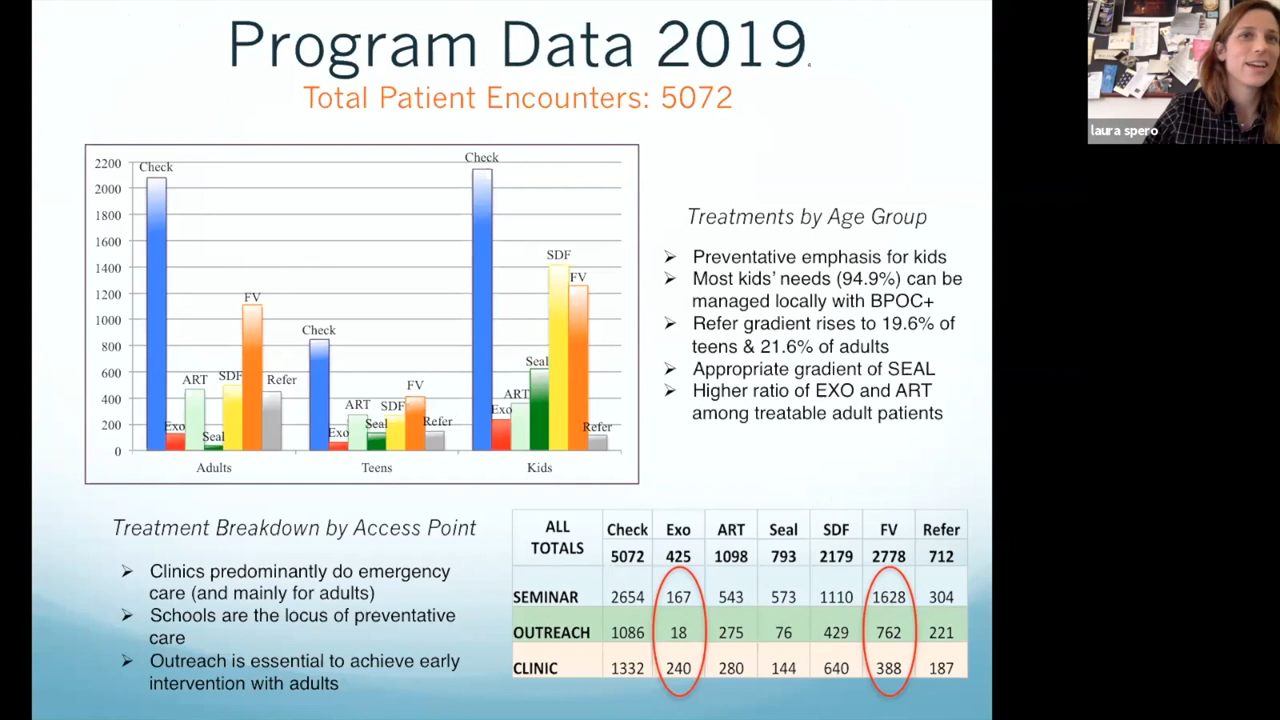 Program Data 2019
Total Patient Encounters: 5072
laura spero
2200
2000
1800
1600
1400
1200
1000
800
600
400
200
0
Check
Exo
ART
Seal
SDF
FV
Refer
Check
Exo
ART
Seal
SDF
FV
Refer
Check
Exo
ART
Seal
SDF
FV
Refer
Adults
Teens
Kids
Treatments by Age Group
➢ Preventative emphasis for kids
➢ Most kids’ needs (94.9%) can be
managed locally with BPOC+
➢ Refer gradient rises to 19.6% of
teens & 21.6% of adults
➢ Appropriate gradient of SEAL
➢ Higher ratio of EXO and ART
among treatable adult patients
Treatment Breakdown by Access Point
➢ Clinics predominantly do emergency
care (and mainly for adults)
➢ Schools are the locus of preventative
care
➢ Outreach is essential to achieve early
intervention with adults
ALL TOTALS Check Exo ART Seal SDF FV Refer
5072 425 1098 793 2179 2778 712
SEMINAR 2654 167 543 573 1110 1628 304
OUTREACH 1086 18 275 76 429 762 221
CLINIC 1332 240 280 144 640 388 187